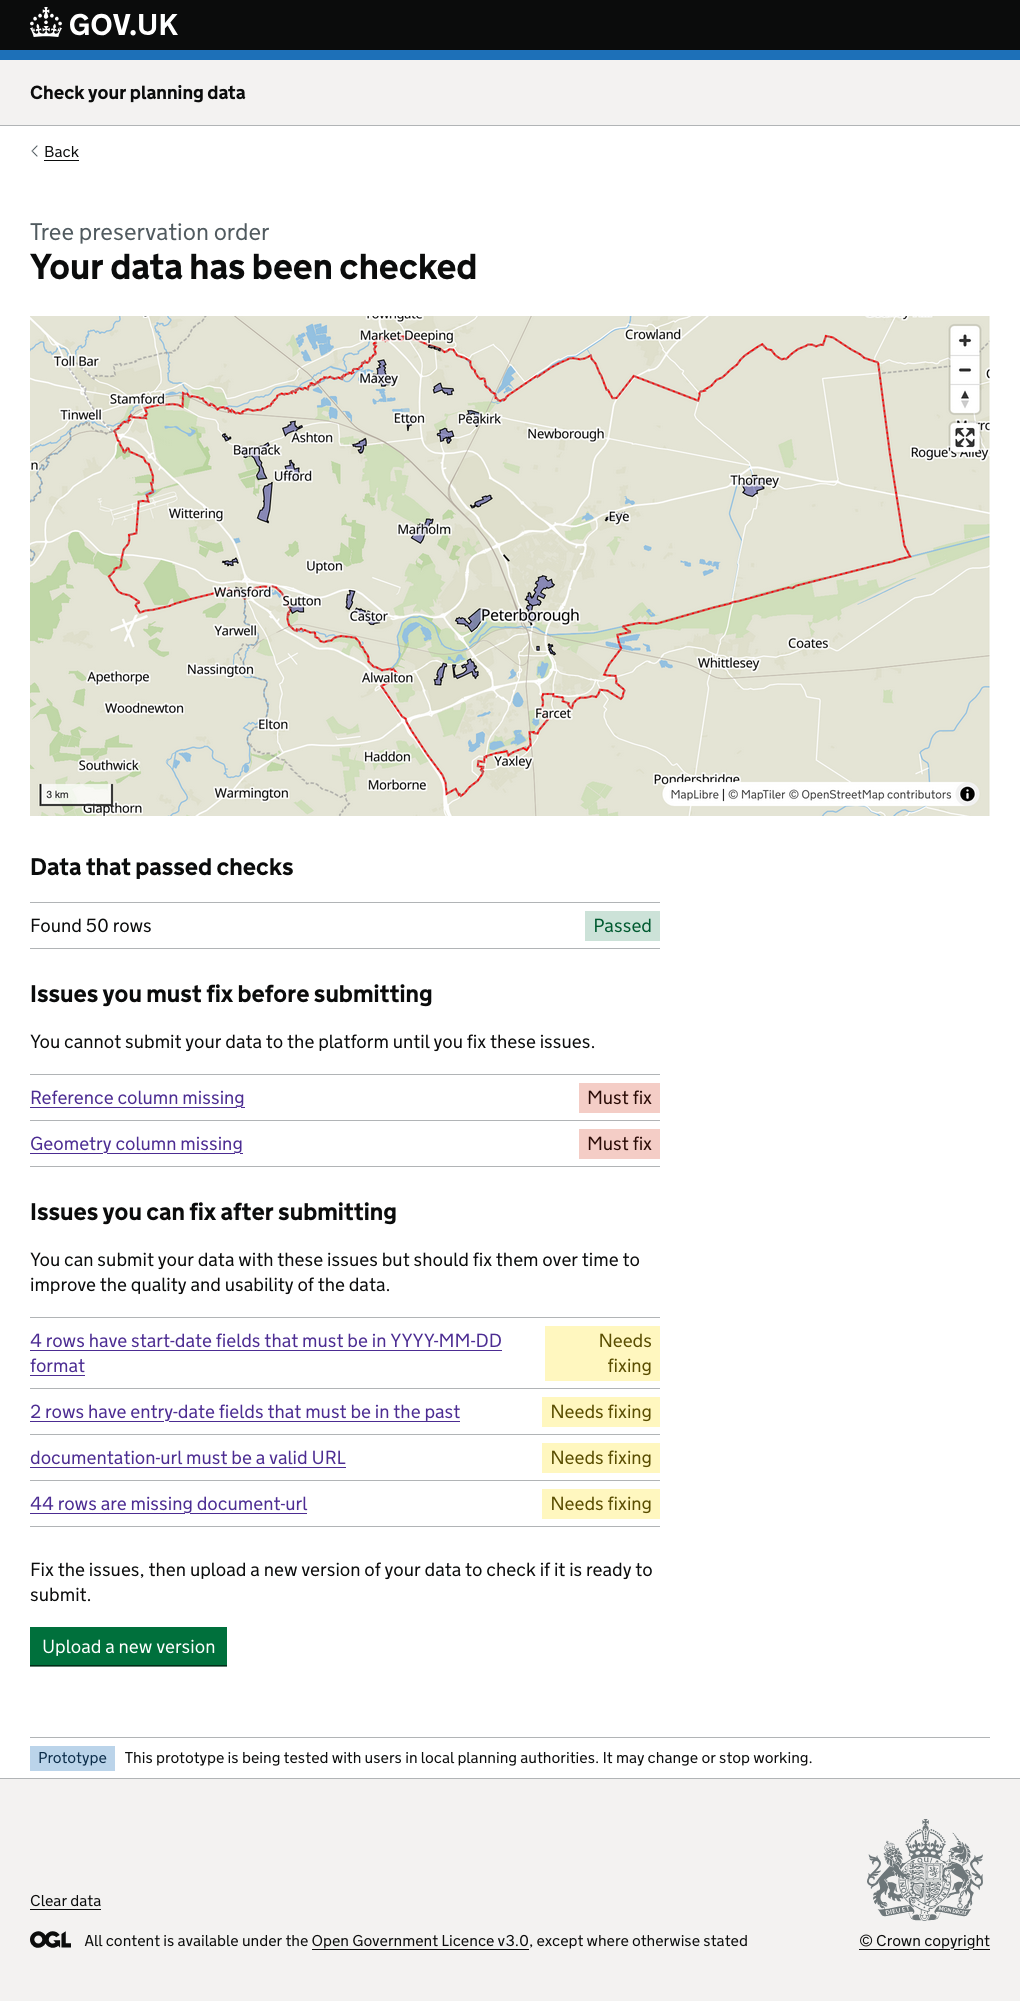 GOV.UK
Check your planning data
Back
Tree preservation order
Your data has been checked
Market Deeping
Crowland
Toll Bar
Maxey
Stamford
Tinwell
Etton
Peakirk
Newborough
Ashton
Barnack
Rogue's Alley
Ufford
Thorney
Wittering
Eye
Marholm
Upton
Wansford
Sutton
Castor
Peterborough
Yarwell
Coates
Whittlesey
Nassington
Apethorpe
Alwalton
Woodnewton
Farcet
Elton
Haddon
Yaxley
Southwick
Pondersbridge
Morborne
Warmington
3 km
Glapthorn
MapLibre | © MapTiler © OpenStreetMap contributors
Data that passed checks
Found 50 rows Passed
Issues you must fix before submitting
You cannot submit your data to the platform until you fix these issues.
Reference column missing Must fix
Geometry column missing Must fix
Issues you can fix after submitting
You can submit your data with these issues but should fix them over time to
improve the quality and usability of the data.
4 rows have start-date fields that must be in YYYY-MM-DD Needs
format fixing
2 rows have entry-date fields that must be in the past Needs fixing
documentation-url must be a valid URL Needs fixing
44 rows are missing document-url Needs fixing
Fix the issues, then upload a new version of your data to check if it is ready to
submit.
Upload a new version
Prototype This prototype is being tested with users in local planning authorities. It may change or stop working.
Clear data
OGL All content is available under the Open Government Licence v3.0, except where otherwise stated
© Crown copyright